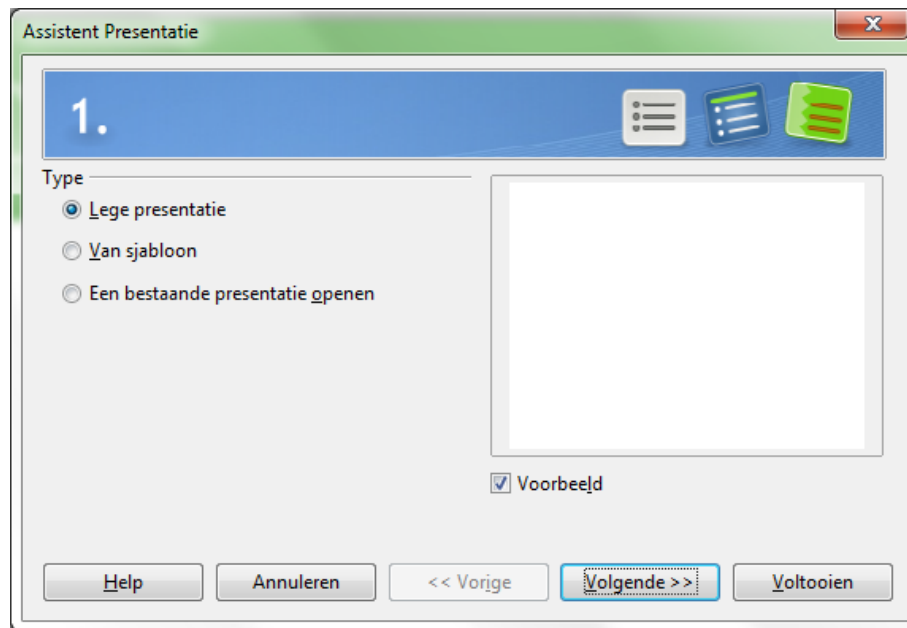 Assistent Presentatie
1.
Type
Lege presentatie
Van sjabloon
Een bestaande presentatie openen
Voorbeeld
Help Annuleren << Vorige Volgende >> Voltooien